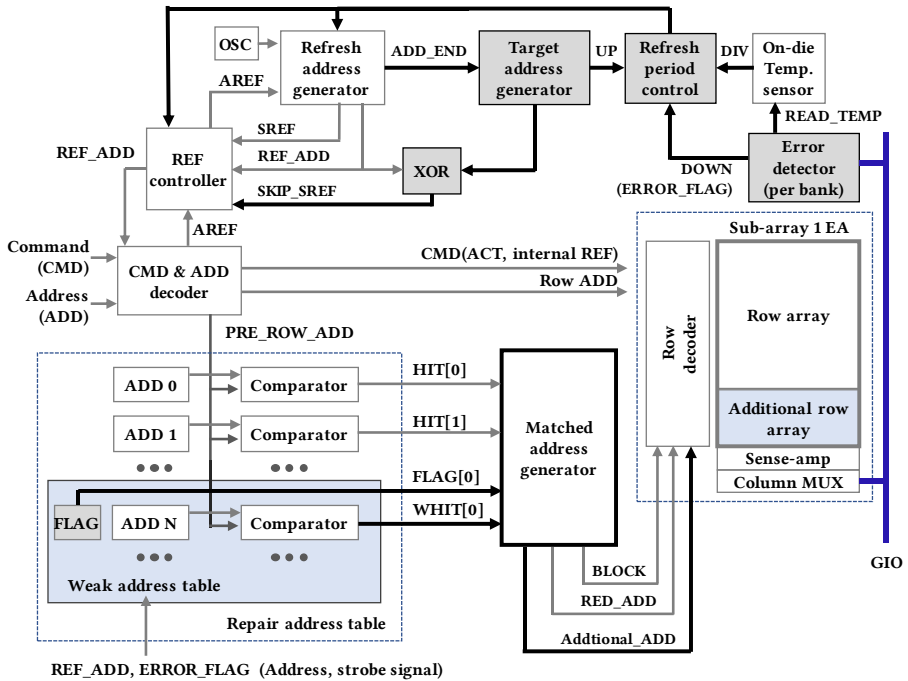 OSC
Refresh
address
generator
ADD_END
Target
address
generator
UP
Refresh
period
control
DIV
On-die
Temp.
sensor
AREF
READ_TEMP
SREF
REF_ADD
REF
controller
REF_ADD
XOR
DOWN
(ERROR_FLAG)
Error
detector
(per bank)
SKIP_SREF
AREF
Sub-array 1 EA
Command
(CMD)
CMD & ADD
decoder
CMD(ACT, internal REF)
Row ADD
Address
(ADD)
Row
decoder
Row array
PRE_ROW_ADD
ADD 0
Comparator
HIT[0]
ADD 1
Comparator
HIT[1]
Matched
address
generator
Additional row
array
Sense-amp
Column MUX
FLAG[0]
FLAG
ADD N
Comparator
WHIT[0]
GIO
Weak address table
BLOCK
RED_ADD
Repair address table
Addtional_ADD
REF_ADD, ERROR_FLAG (Address, strobe signal)